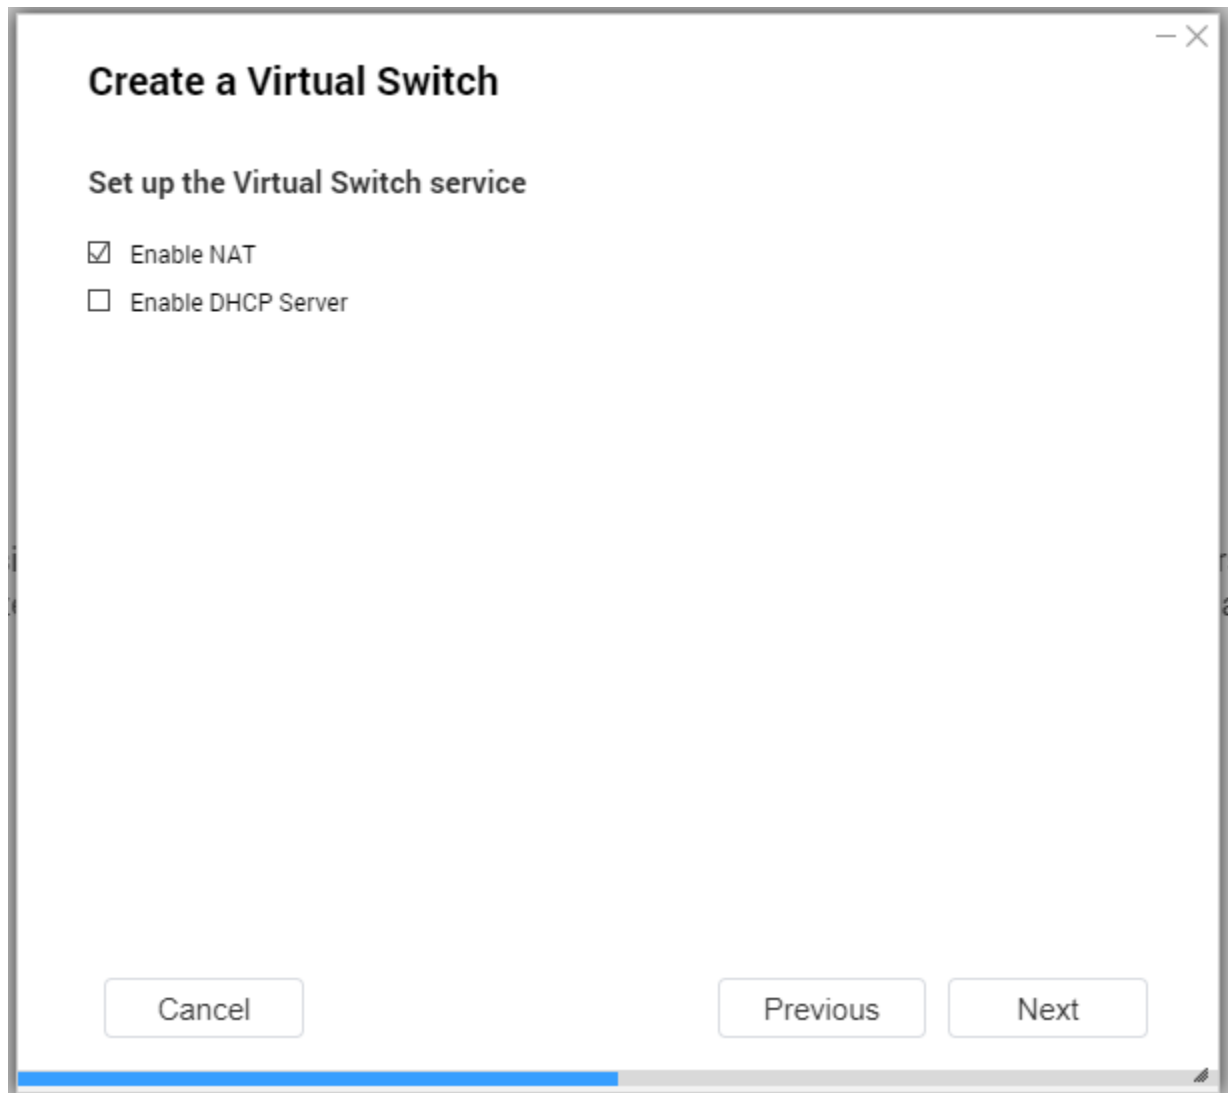 Create a Virtual Switch
Set up the Virtual Switch service
Enable NAT
Enable DHCP Server
Cancel
Previous
Next